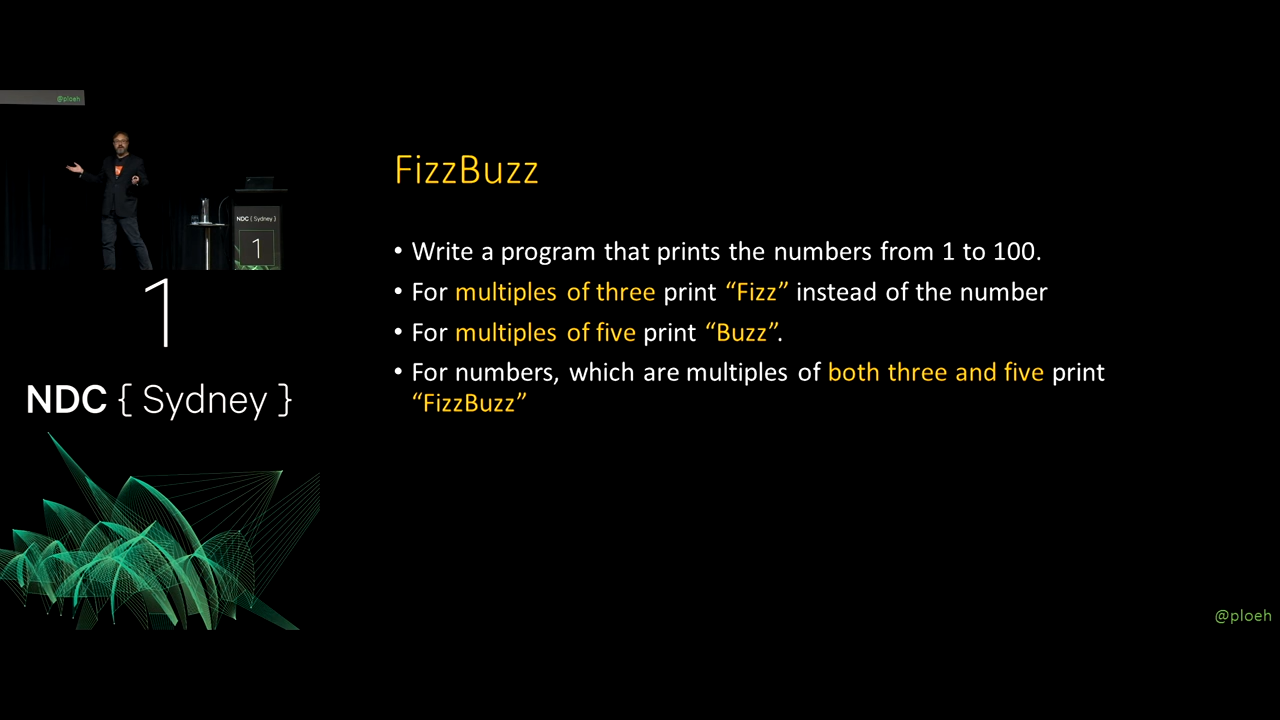 @ploeh
NDC { Sydney }
1
1
NDC { Sydney }
FizzBuzz
• Write a program that prints the numbers from 1 to 100.
• For multiples of three print “Fizz” instead of the number
• For multiples of five print “Buzz”.
• For numbers, which are multiples of both three and five print
“FizzBuzz”
@ploeh